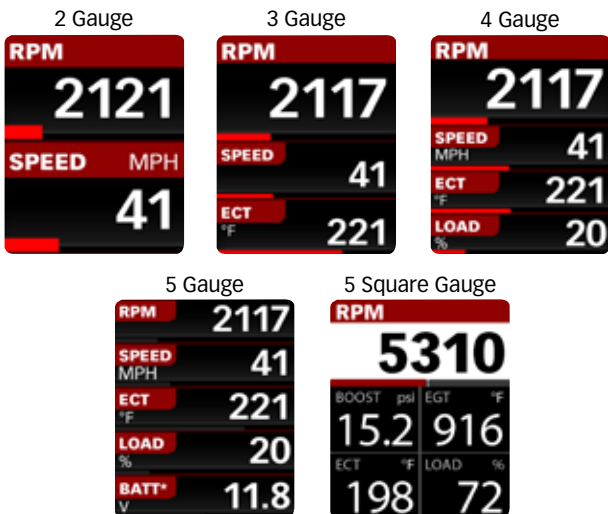 2 Gauge
RPM
2121
SPEED MPH
41
3 Gauge
RPM
2117
SPEED
41
ECT
°F
221
4 Gauge
RPM
2117
SPEED
MPH
41
ECT
°F
221
LOAD
%
20
5 Gauge
RPM
2117
SPEED
MPH
41
ECT
°F
221
LOAD
%
20
BATT*
V
11.8
5 Square Gauge
RPM
5310
BOOST psi EGT °F
15.2 916
ECT °F LOAD %
198 72